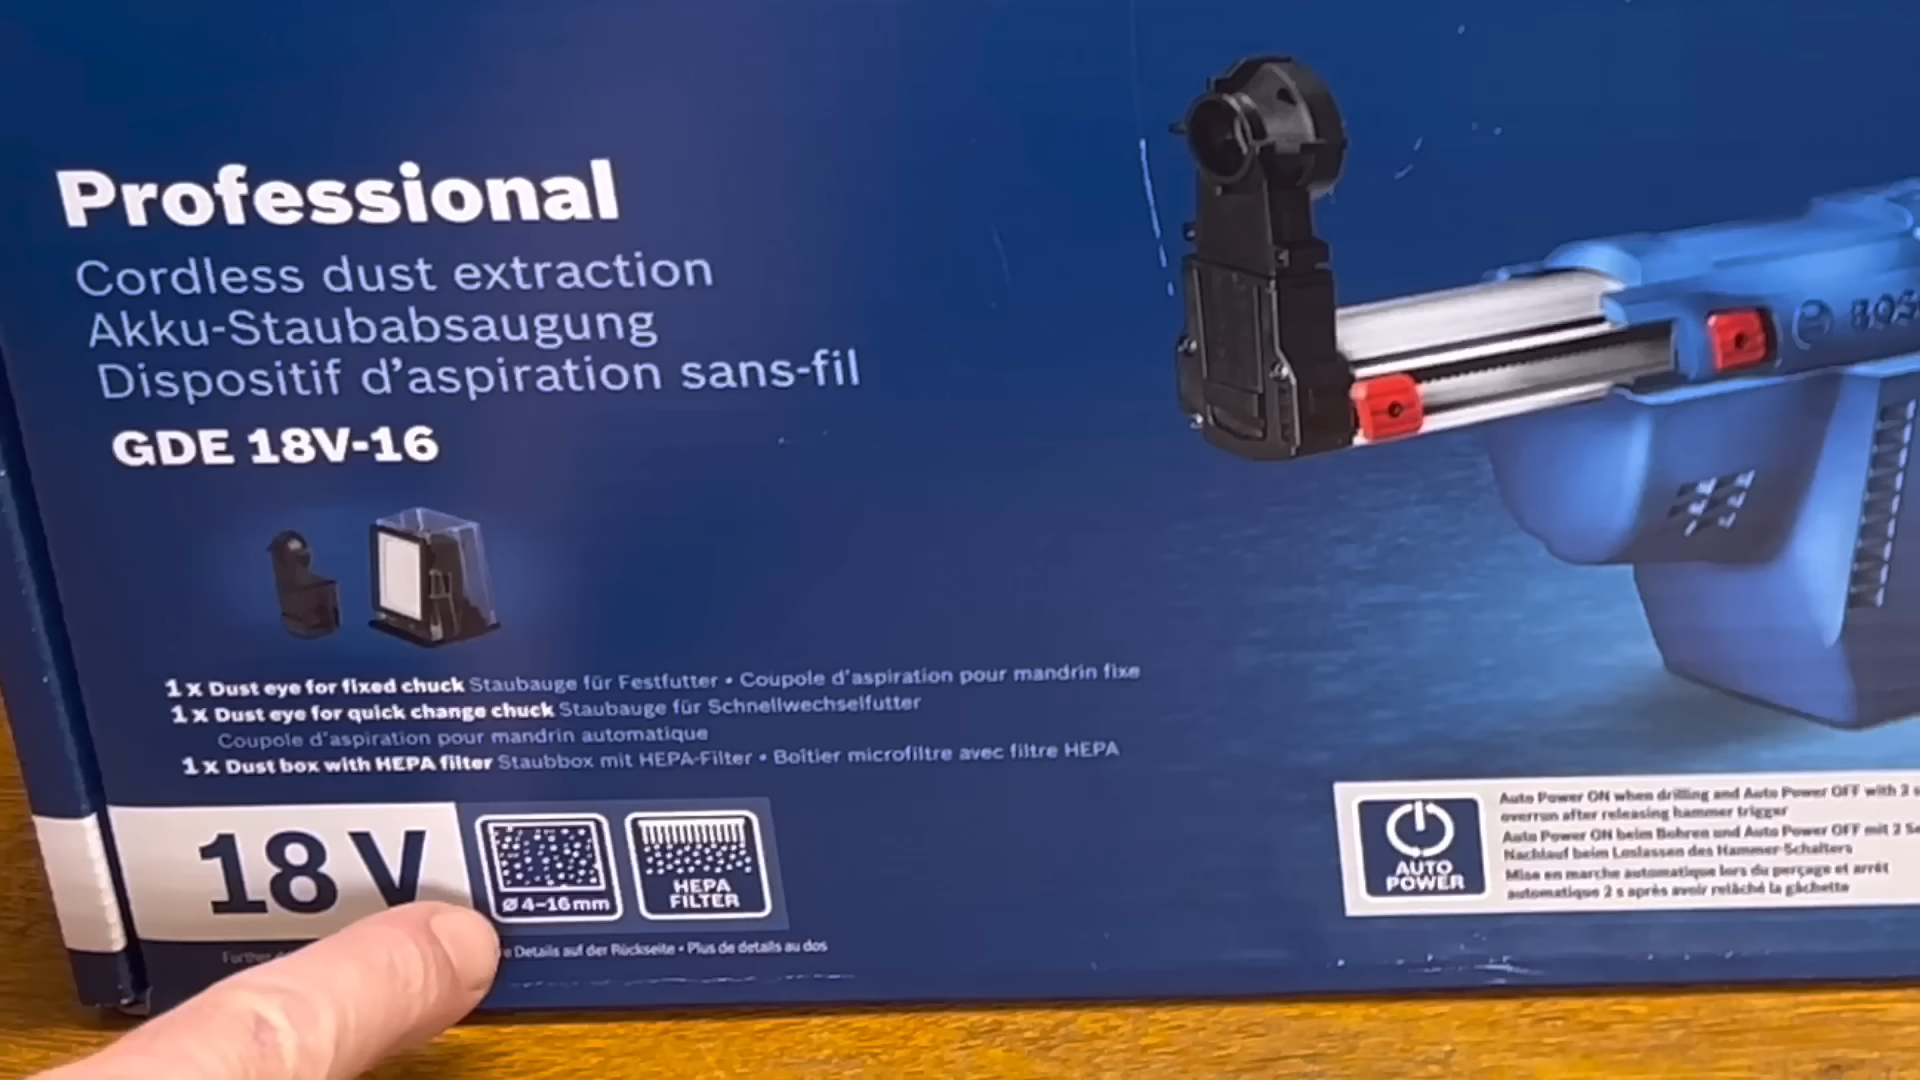 Professional
Cordless dust extraction
Akku-Staubabsaugung
Dispositif d'aspiration sans-fil
GDE 18V-16
1 x Dust eye for fixed chuck Staubauge für Festfutter • Coupole d'aspiration pour mandrin fixe
1 x Dust eye for quick change chuck Staubauge für Schnellwechselfutter
Coupole d'aspiration pour mandrin automatique
1 x Dust box with HEPA filter Staubbox mit HEPA-Filter • Boîtier microfiltre avec filtre HEPA
18 V
Ø 4–16 mm
HEPA
FILTER
Further
Details auf der Rückseite • Plus de details au dos
AUTO
POWER
Auto Power ON when drilling and Auto Power OFF with 2 s
overrun after releasing hammer trigger
Auto Power ON beim Bohren und Auto Power OFF mit 2 Se
Nachlauf beim Loslassen des Hammer-Schalters
Mise en marche automatique lors du perçage et arrêt
automatique 2 s après avoir relâché la gâchette
BOS